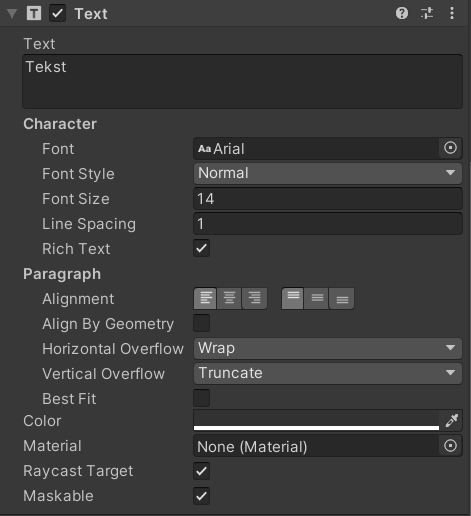 Text
Text
Tekst
Character
Font Aa Arial
Font Style Normal
Font Size 14
Line Spacing 1
Rich Text
Paragraph
Alignment
Align By Geometry
Horizontal Overflow Wrap
Vertical Overflow Truncate
Best Fit
Color
Material None (Material)
Raycast Target
Maskable